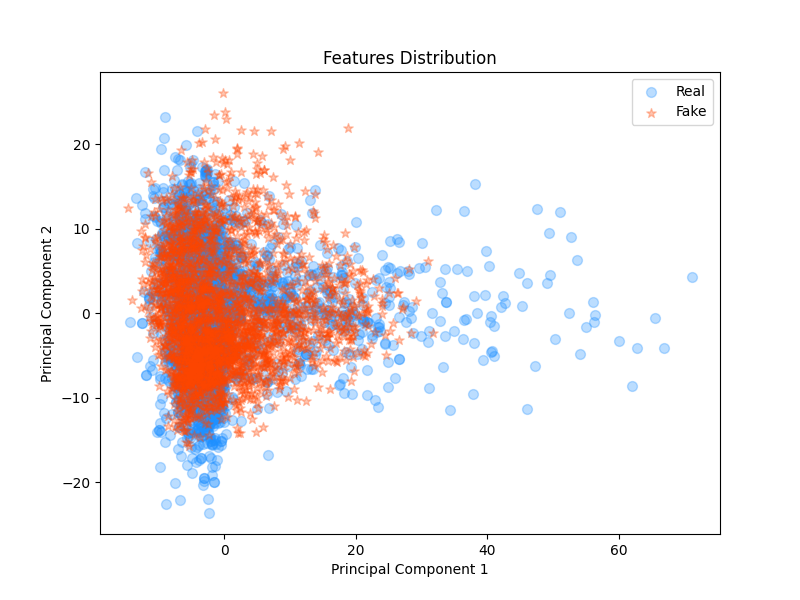 Features Distribution
Real
Fake
20
10
0
−10
−20
Principal Component 2
0
20
40
60
Principal Component 1